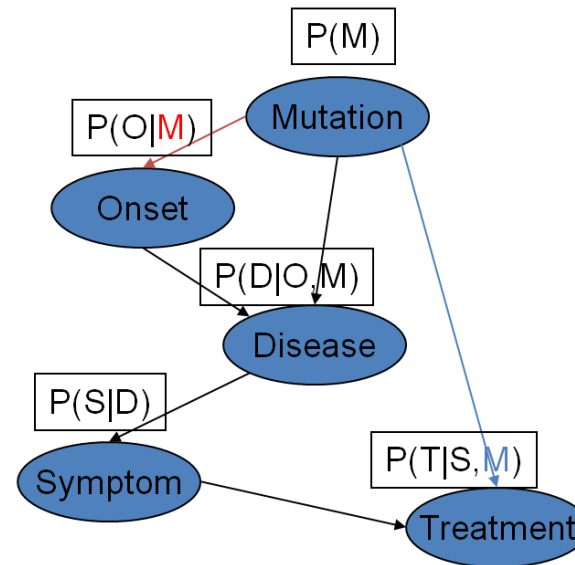 P(M)
Mutation
P(O|M)
Onset
P(D|O,M)
Disease
P(S|D)
Symptom
P(T|S,M)
Treatment